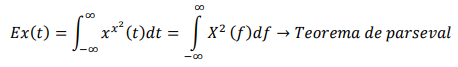 Ex(t) = ∫_{-∞}^{∞} x^{x^2}(t)dt = ∫_{-∞}^{∞} X^2 (f)df → Teorema de parseval